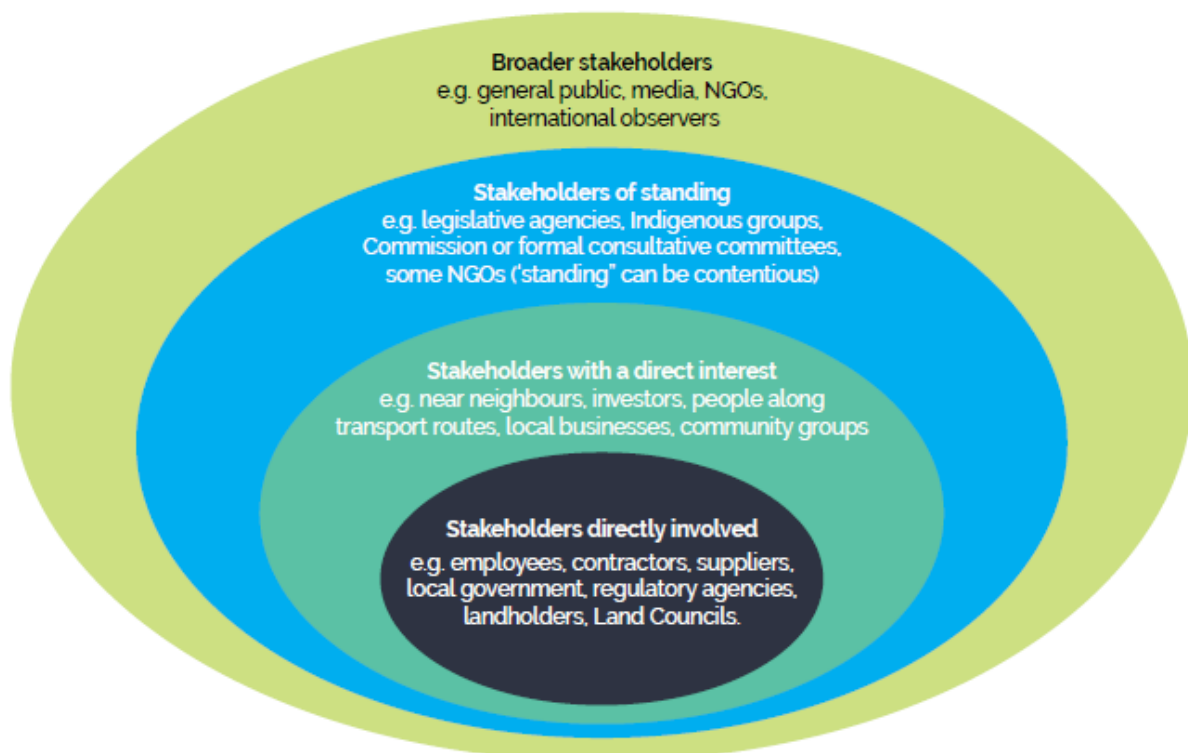 Broader stakeholders
e.g. general public, media, NGOs,
international observers
Stakeholders of standing
e.g. legislative agencies, Indigenous groups,
Commission or formal consultative committees,
some NGOs (‘standing” can be contentious)
Stakeholders with a direct interest
e.g. near neighbours, investors, people along
transport routes, local businesses, community groups
Stakeholders directly involved
e.g. employees, contractors, suppliers,
local government, regulatory agencies,
landholders, Land Councils.